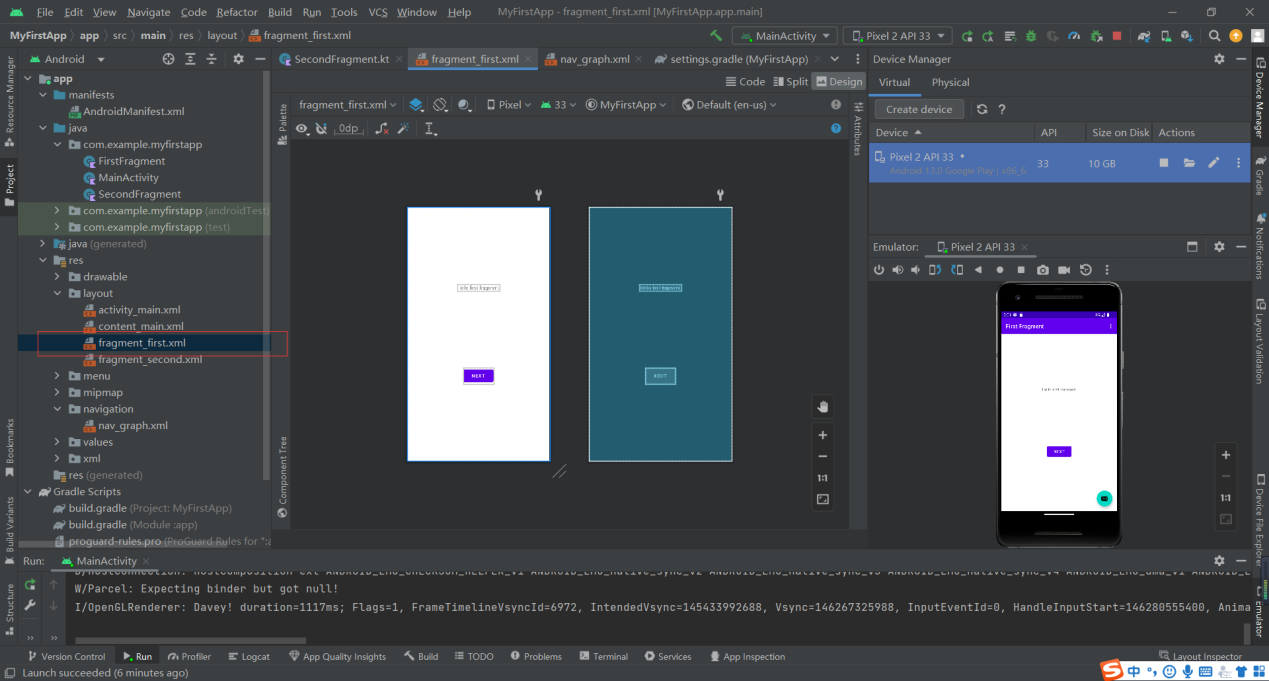 File Edit View Navigate Code Refactor Build Run Tools VCS Window Help MyFirstApp - fragment_first.xml [MyFirstApp.app.main]
MyFirstApp app src main res layout fragment_first.xml MainActivity Pixel 2 API 33
Android
SecondFragment.kt fragment_first.xml nav_graph.xml settings.gradle (MyFirstApp)
Device Manager
Code Split Design
Virtual Physical
fragment_first.xml Pixel 33 MyFirstApp Default (en-us)
Create device
0dp
Device API Size on Disk Actions
Pixel 2 API 33 33 10 GB
Android 13.0 Google Play | x86_6
Emulator: Pixel 2 API 33
Resource Manager
Project
Bookmarks
Build Variants
Structure
app
manifests
AndroidManifest.xml
java
com.example.myfirstapp
FirstFragment
MainActivity
SecondFragment
com.example.myfirstapp (androidTest)
com.example.myfirstapp (test)
java (generated)
res
drawable
layout
activity_main.xml
content_main.xml
fragment_first.xml
fragment_second.xml
menu
mipmap
navigation
nav_graph.xml
values
xml
res (generated)
Gradle Scripts
build.gradle (Project: MyFirstApp)
build.gradle (Module :app)
proguard-rules.pro (ProGuard Rules for ":a
Palette
Component Tree
Attributes
NEXT
NEXT
1:1
First Fragment
NEXT
1:1
Device Manager
Gradle
Notifications
Layout Validation
Device File Explorer
Emulator
Run: MainActivity
W/Parcel: Expecting binder but got null!
I/OpenGLRenderer: Davey! duration=1117ms; Flags=1, FrameTimelineVsyncId=6972, IntendedVsync=145433992688, Vsync=146267325988, InputEventId=0, HandleInputStart=146280555400, Anima
Version Control Run Profiler Logcat App Quality Insights Build TODO Problems Terminal Services App Inspection Layout Inspector
Launch succeeded (6 minutes ago)
中